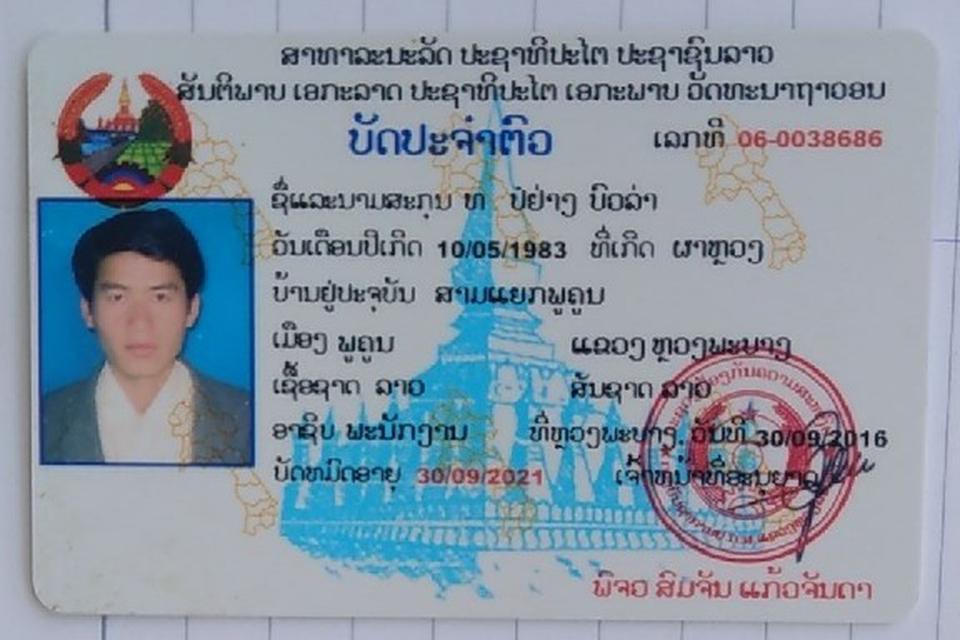 ສາທາລະນະລັດ ປະຊາທິປະໄຕ ປະຊາຊົນລາວ
ສັນຕິພາບ ເອກະລາດ ປະຊາທິປະໄຕ ເອກະພາບ ວັດທະນາຖາວອນ
ບັດປະຈຳຕົວ ເລກທີ 06-0038686
ຊື່ແລະນາມສະກຸນ ທ ປໍຢ່າງ ບົວລ່າ
ວັນເດືອນປີເກີດ 10/05/1983 ທີ່ເກີດ ຜາຫຼວງ
ບ້ານຢູ່ປະຈຸບັນ ສາມແຍກພູຄູນ
ເມືອງ ພູຄູນ ແຂວງ ຫຼວງພະບາງ
ເຊື້ອຊາດ ລາວ ສັນຊາດ ລາວ
ອາຊີບ ພະນັກງານ ທີ່ຫຼວງພະບາງ, ວັນທີ 30/09/2016
ບັດຫມົດອາຍຸ 30/09/2021 ເຈົ້າຫນ້າທີ່ອະນຸຍາດ
ພົຈວ ສົມຈັນ ແກ້ວຈັນດາ